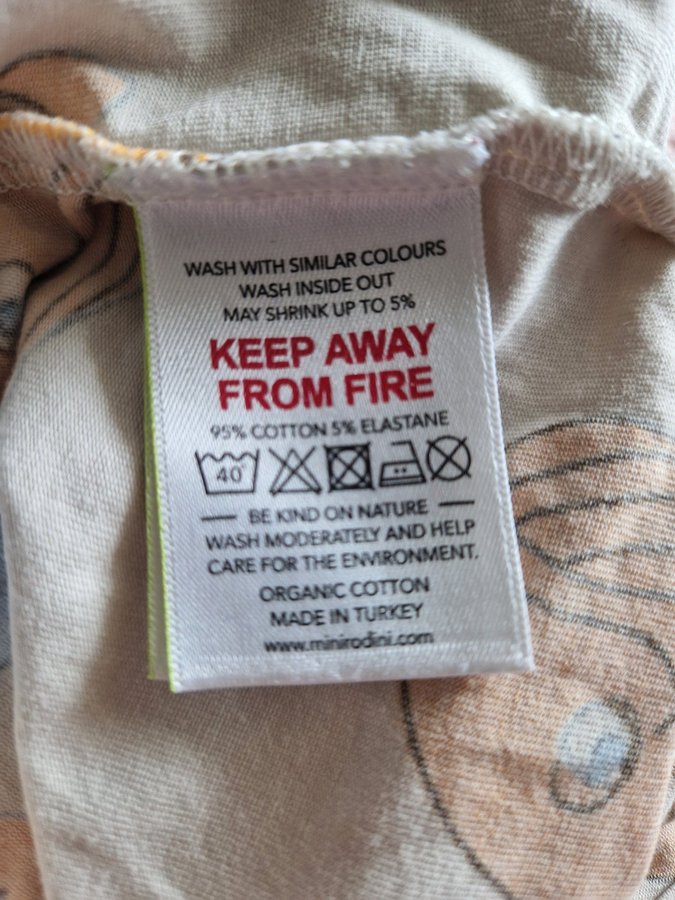 WASH WITH SIMILAR COLOURS
WASH INSIDE OUT
MAY SHRINK UP TO 5%
KEEP AWAY
FROM FIRE
95% COTTON 5% ELASTANE
40°
BE KIND ON NATURE
WASH MODERATELY AND HELP
CARE FOR THE ENVIRONMENT.
ORGANIC COTTON
MADE IN TURKEY
www.minirodini.com